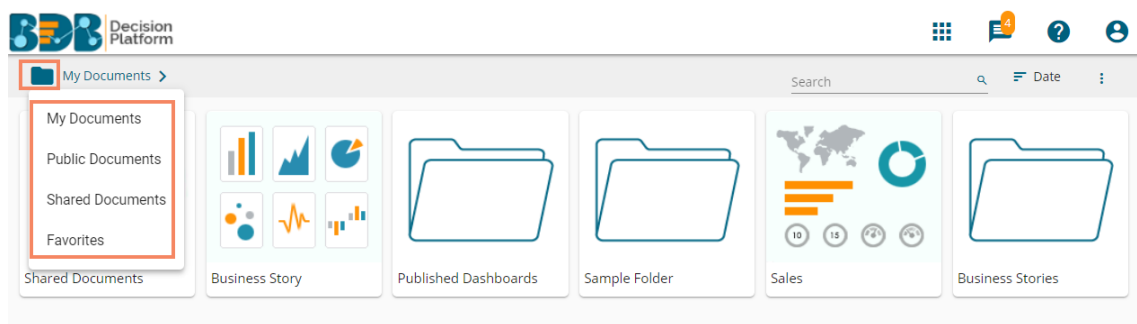 BDB Decision
Platform
4
My Documents
Search
Date
My Documents
Public Documents
Shared Documents
Favorites
10
15
Shared Documents
Business Story
Published Dashboards
Sample Folder
Sales
Business Stories